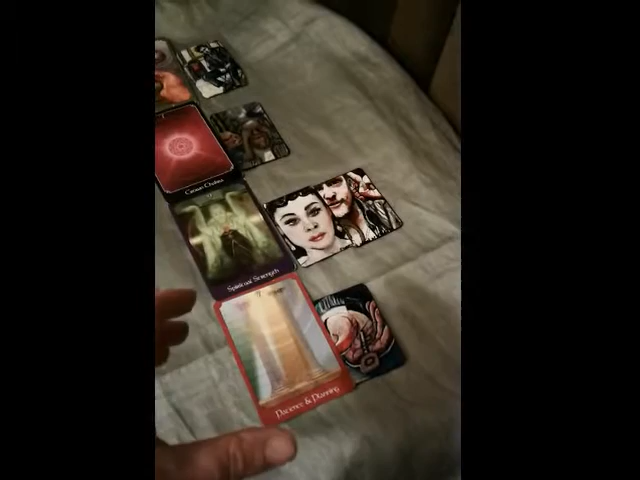 Crown Chakra
Spiritual Strength
Patience & Planning